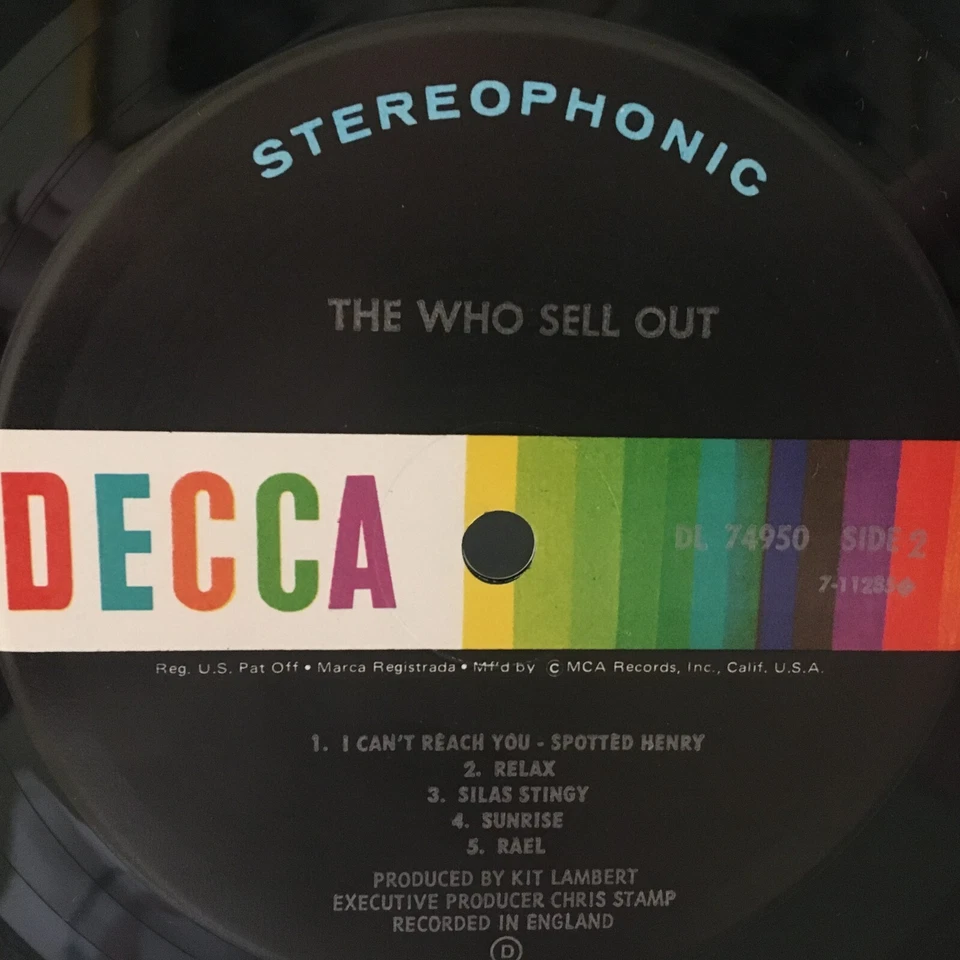 STEREOPHONIC
THE WHO SELL OUT
DECCA
DL 74950 SIDE 2
Reg. U.S. Pat Off • Marca Registrada • Mf'd by © MCA Records, Inc., Calif. U.S.A.
1. I CAN'T REACH YOU - SPOTTED HENRY
2. RELAX
3. SILAS STINGY
4. SUNRISE
5. RAEL
PRODUCED BY KIT LAMBERT
EXECUTIVE PRODUCER CHRIS STAMP
RECORDED IN ENGLAND
D